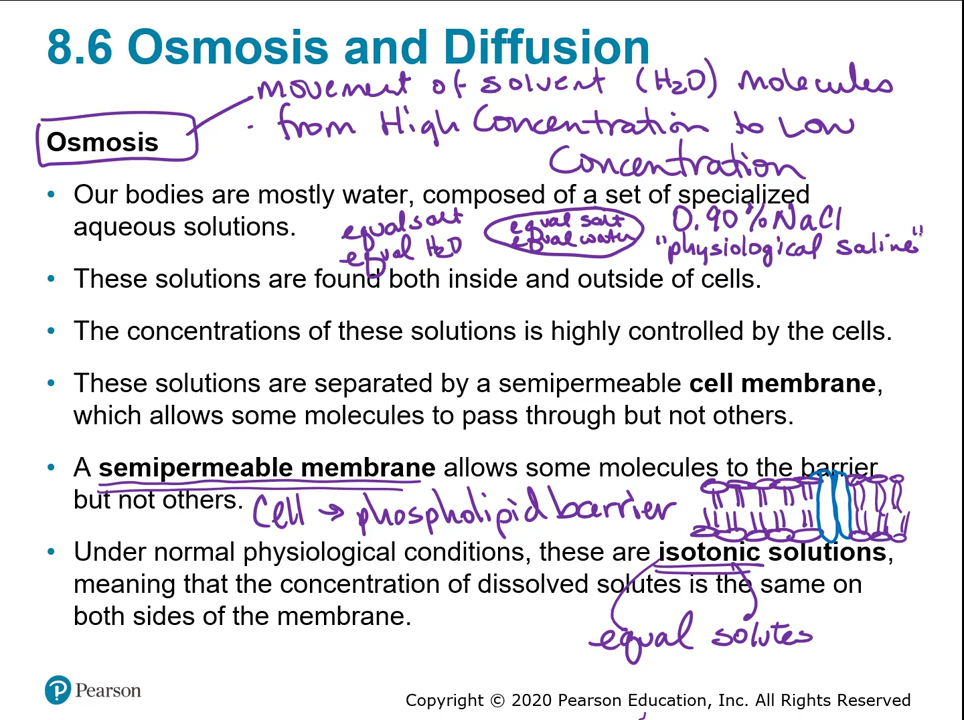 8.6 Osmosis and Diffusion
movement of solvent (H2O) molecules
· from High Concentration to Low
Concentration
Osmosis
• Our bodies are mostly water, composed of a set of specialized
aqueous solutions.
equal salt
equal H2O
equal salt
equal water
0.90% NaCl
"physiological saline"
• These solutions are found both inside and outside of cells.
• The concentrations of these solutions is highly controlled by the cells.
• These solutions are separated by a semipermeable cell membrane,
which allows some molecules to pass through but not others.
• A semipermeable membrane allows some molecules to the barrier
but not others.
Cell → phospholipid barrier
• Under normal physiological conditions, these are isotonic solutions,
meaning that the concentration of dissolved solutes is the same on
both sides of the membrane.
equal solutes
P Pearson
Copyright © 2020 Pearson Education, Inc. All Rights Reserved